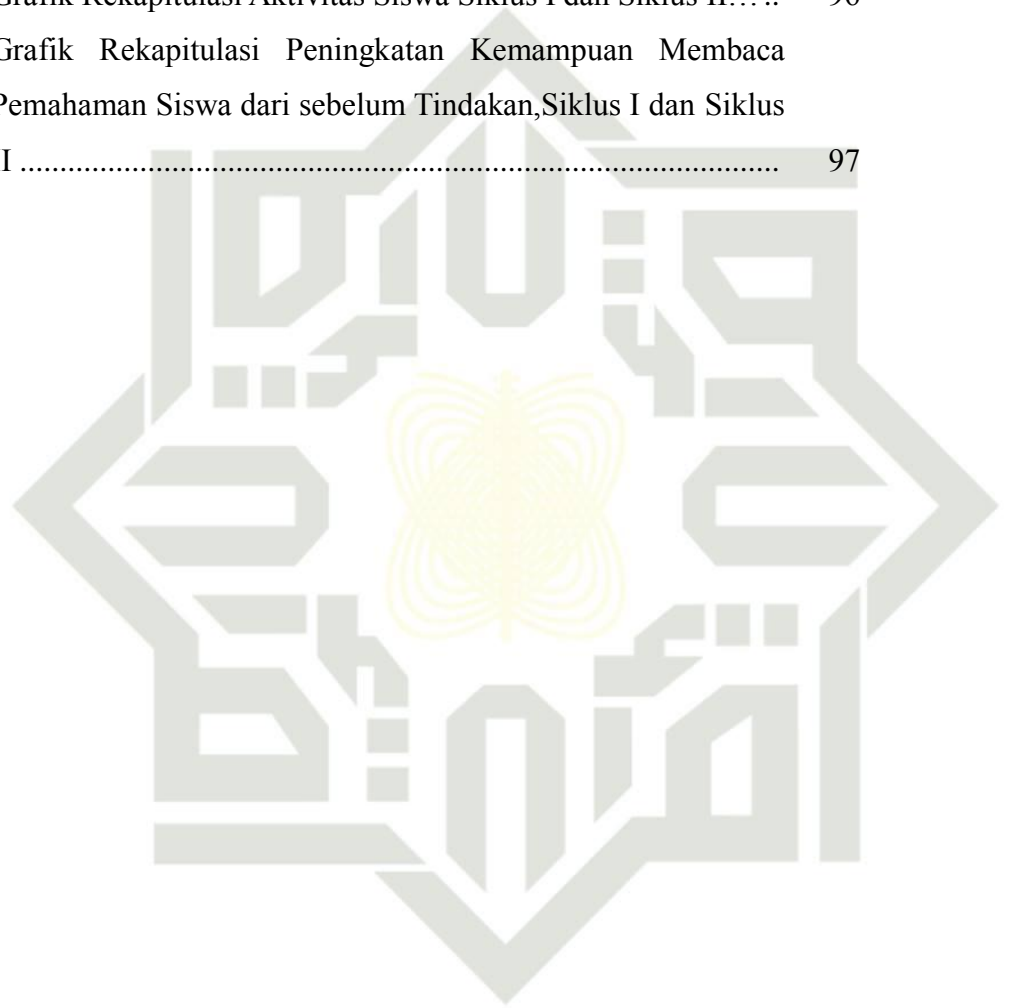 Grafik Rekapitulasi Aktivitas Siswa Siklus I dan Siklus II….. 96
Grafik Rekapitulasi Peningkatan Kemampuan Membaca
Pemahaman Siswa dari sebelum Tindakan,Siklus I dan Siklus
II ................................................................................................ 97